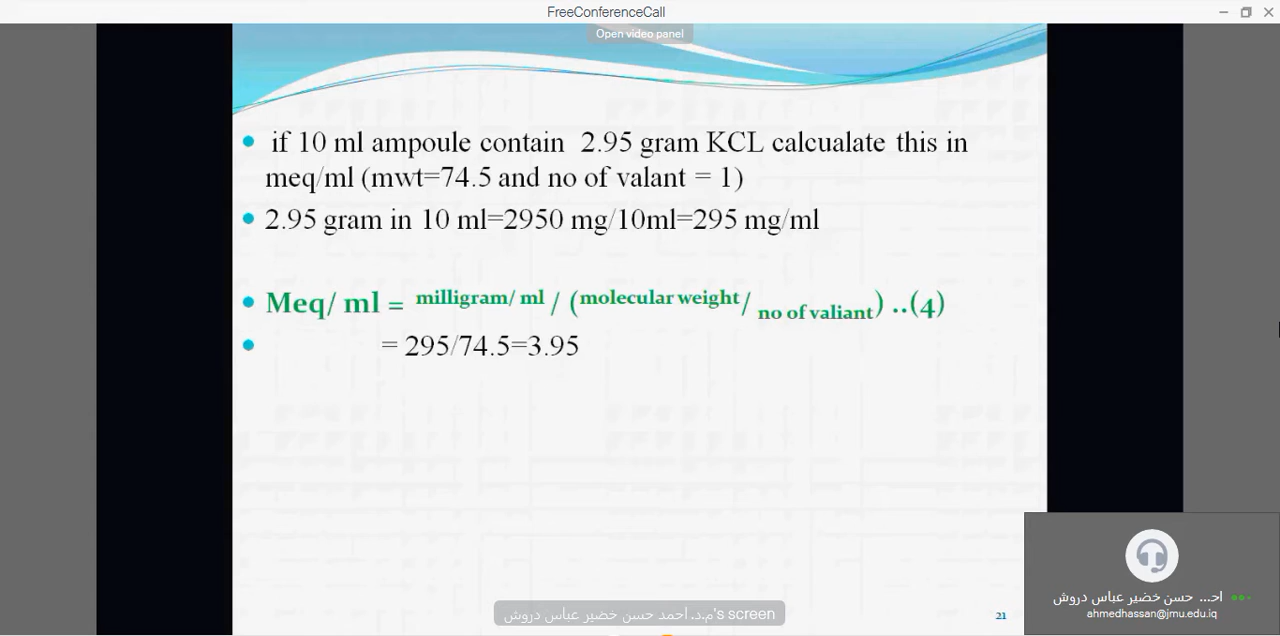 FreeConferenceCall
Open video panel
if 10 ml ampoule contain 2.95 gram KCL calcualate this in
meq/ml (mwt=74.5 and no of valant = 1)
2.95 gram in 10 ml=2950 mg/10ml=295 mg/ml
Meq/ ml = milligram/ ml / (molecular weight/ no of valiant) ..(4)
= 295/74.5=3.95
م.د. احمد حسن خضير عباس دروش's screen
21
احـ... حسن خضير عباس دروش
ahmedhassan@jmu.edu.iq